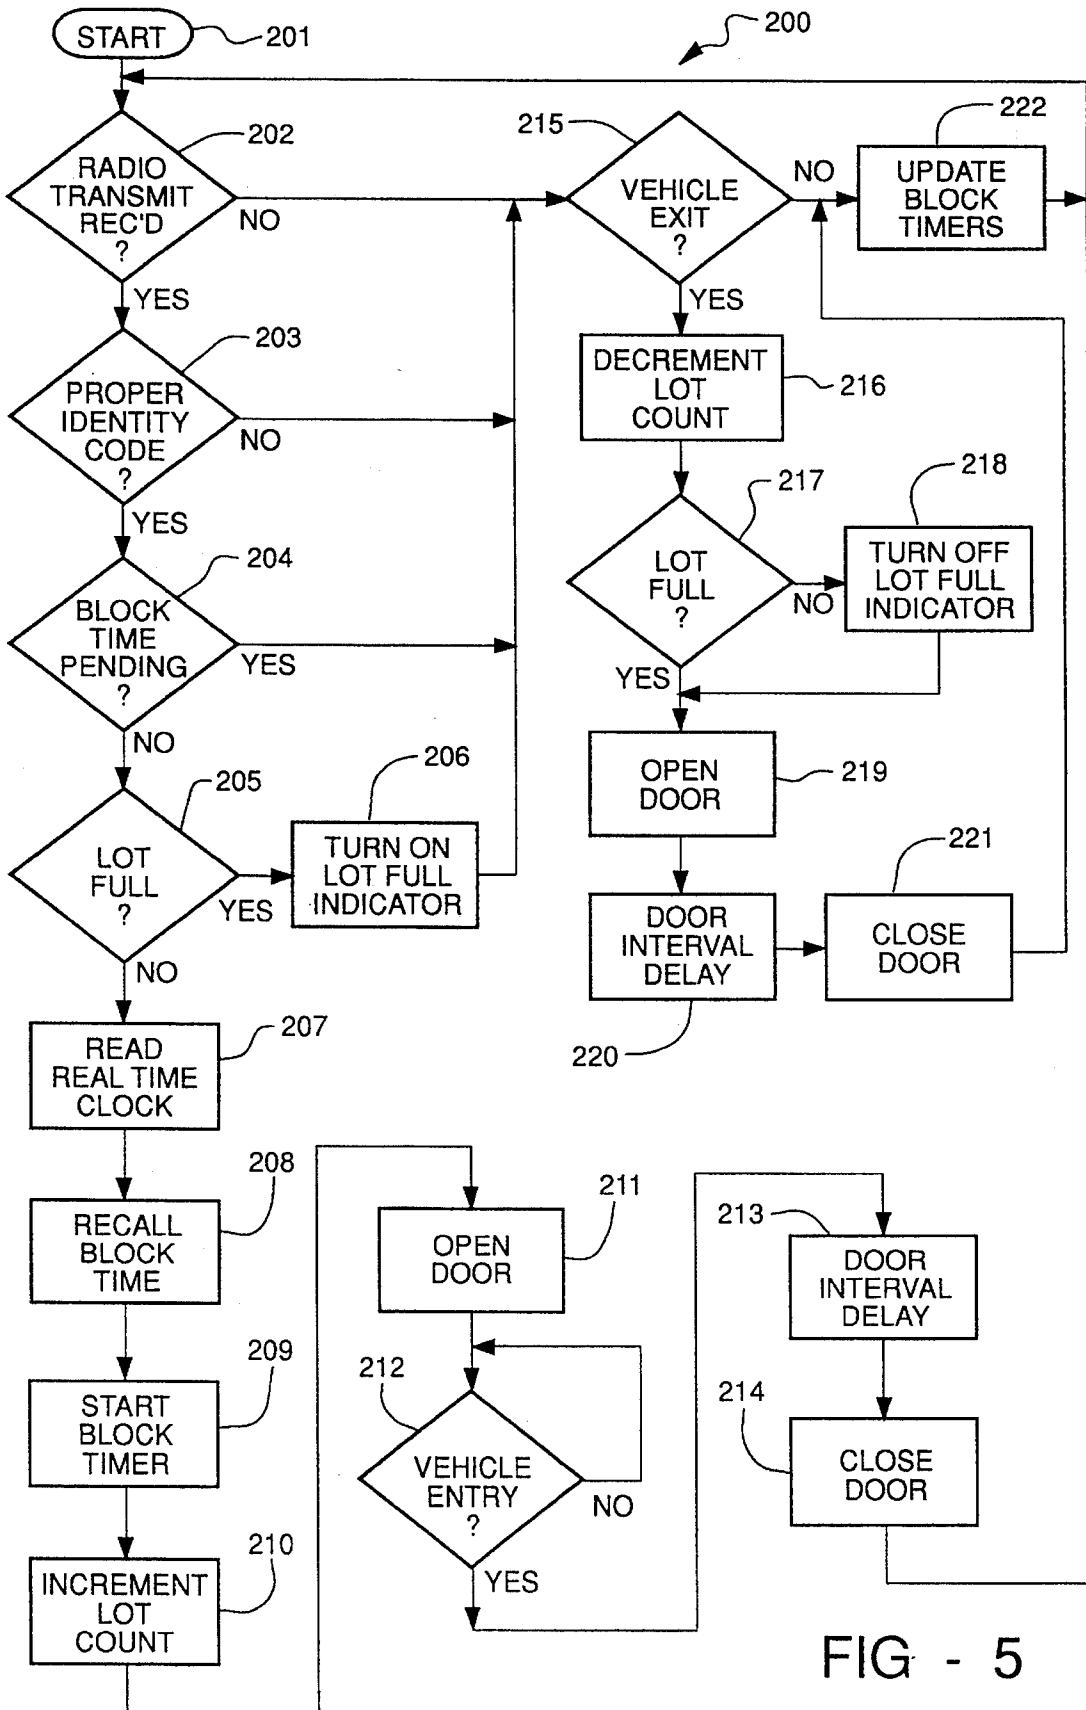 START
201
200
RADIO
TRANSMIT
REC'D
?
202
NO
YES
PROPER
IDENTITY
CODE
?
203
NO
YES
BLOCK
TIME
PENDING
?
204
YES
NO
LOT
FULL
?
205
YES
NO
206
TURN ON
LOT FULL
INDICATOR
READ
REAL TIME
CLOCK
207
RECALL
BLOCK
TIME
208
START
BLOCK
TIMER
209
INCREMENT
LOT
COUNT
210
OPEN
DOOR
211
212
VEHICLE
ENTRY
?
NO
YES
213
DOOR
INTERVAL
DELAY
214
CLOSE
DOOR
215
VEHICLE
EXIT
?
NO
YES
222
UPDATE
BLOCK
TIMERS
DECREMENT
LOT
COUNT
216
LOT
FULL
?
217
NO
YES
218
TURN OFF
LOT FULL
INDICATOR
OPEN
DOOR
219
DOOR
INTERVAL
DELAY
220
221
CLOSE
DOOR
FIG - 5